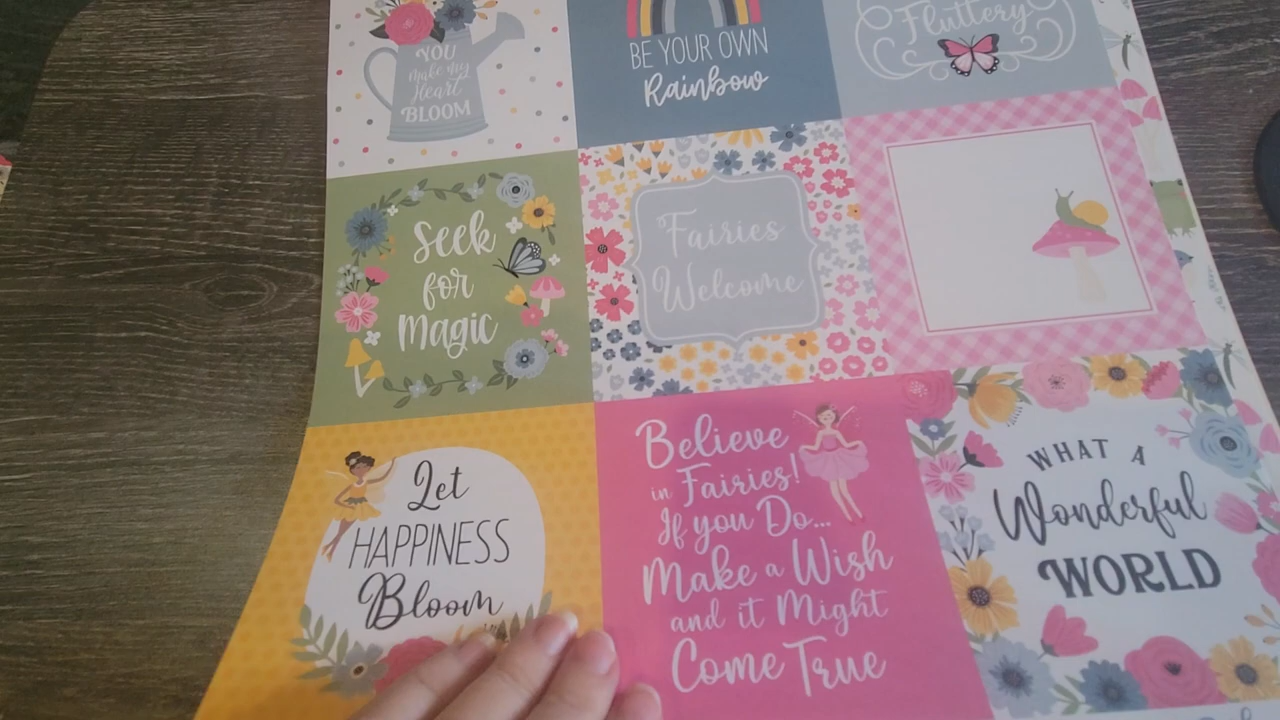 YOU
make my
Heart
BLOOM
BE YOUR OWN
Rainbow
Fluttery
Seek
for
Magic
Fairies
Welcome
Let
HAPPINESS
Bloom
Believe
in Fairies!
If you Do...
Make a Wish
and it Might
Come True
WHAT A
Wonderful
WORLD